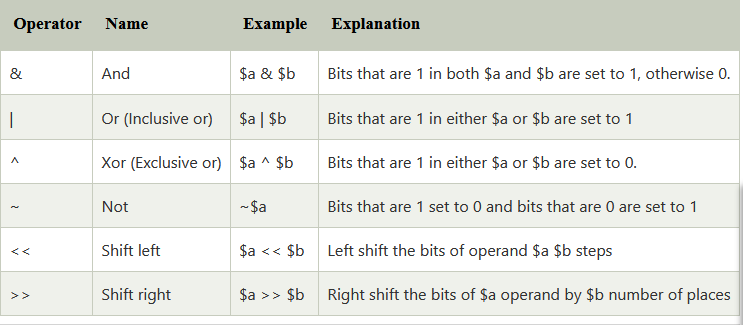 Operator Name Example Explanation
& And $a & $b Bits that are 1 in both $a and $b are set to 1, otherwise 0.
| Or (Inclusive or) $a | $b Bits that are 1 in either $a or $b are set to 1
^ Xor (Exclusive or) $a ^ $b Bits that are 1 in either $a or $b are set to 0.
~ Not ~$a Bits that are 1 set to 0 and bits that are 0 are set to 1
<< Shift left $a << $b Left shift the bits of operand $a $b steps
>> Shift right $a >> $b Right shift the bits of $a operand by $b number of places